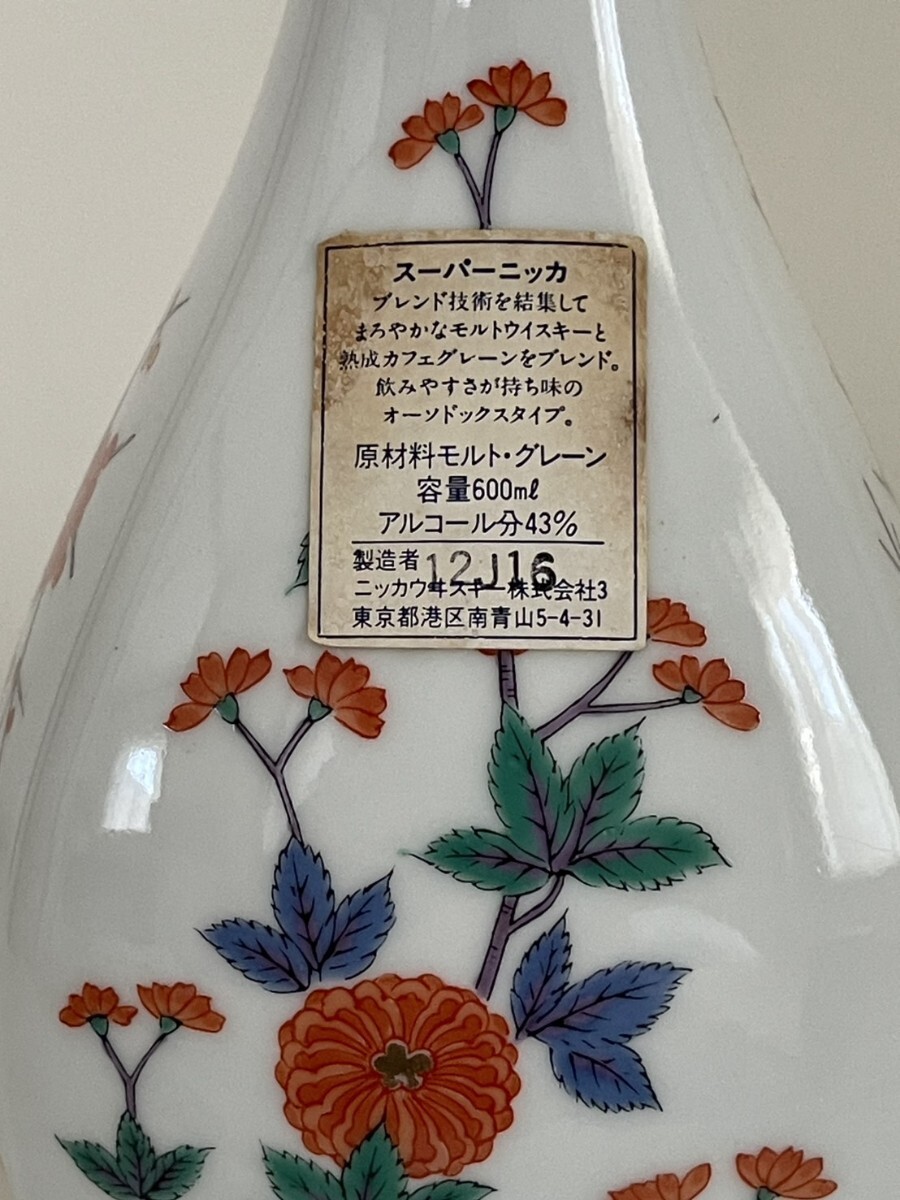 スーパーニッカ
ブレンド技術を結集して
まろやかなモルトウイスキーと
熟成カフェグレーンをブレンド。
飲みやすさが持ち味の
オーソドックスタイプ。
原材料モルト・グレーン
容量600mℓ
アルコール分43%
製造者 12J16
ニッカウヰスキー株式会社3
東京都港区南青山5-4-31